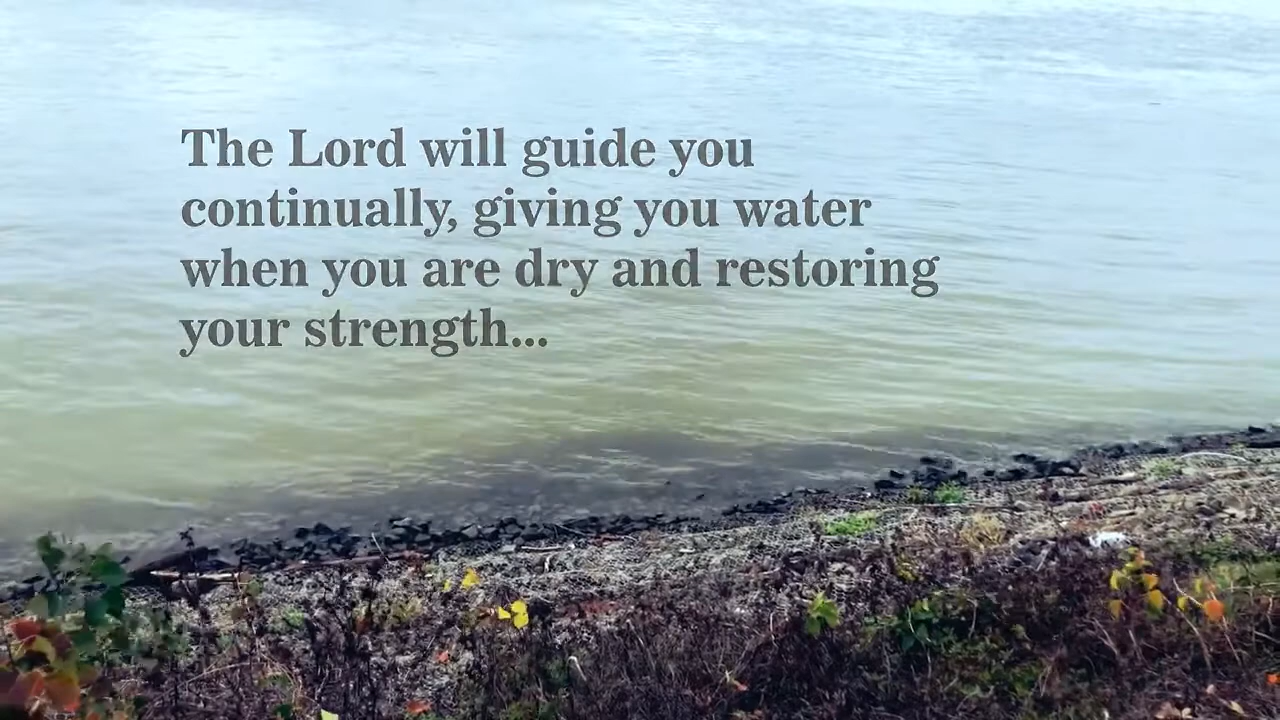 The Lord will guide you
continually, giving you water
when you are dry and restoring
your strength...